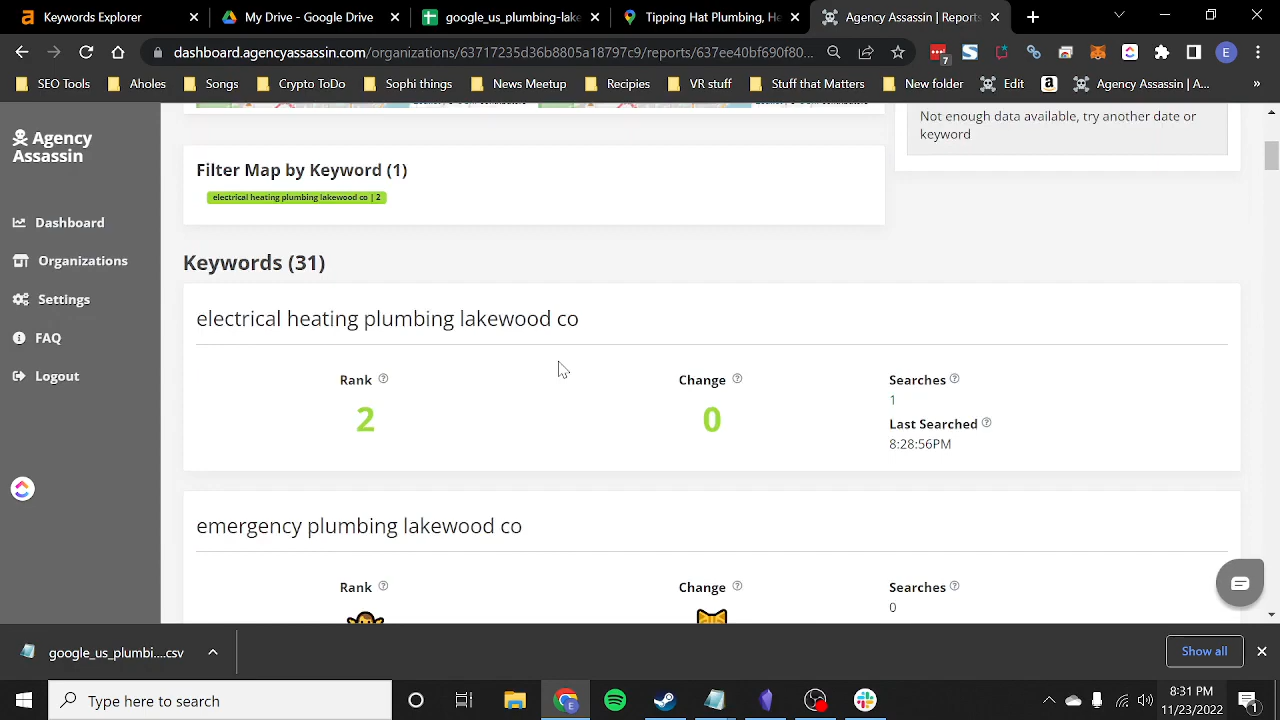 Keywords Explorer
My Drive - Google Drive
google_us_plumbing-lake
Tipping Hat Plumbing, He
Agency Assassin | Reports
dashboard.agencyassassin.com/organizations/63717235d36b8805a18797c9/reports/637ee40bf690f80...
7
E
SEO Tools
Aholes
Songs
Crypto ToDo
Sophi things
News Meetup
Recipies
VR stuff
Stuff that Matters
New folder
Edit
Agency Assassin | A...
»
Agency
Assassin
Dashboard
Organizations
Settings
FAQ
Logout
Not enough data available, try another date or
keyword
Filter Map by Keyword (1)
electrical heating plumbing lakewood co | 2
Keywords (31)
electrical heating plumbing lakewood co
Rank
Change
Searches
2
0
1
Last Searched
8:28:56PM
emergency plumbing lakewood co
Rank
Change
Searches
0
google_us_plumbi....csv
Show all
Type here to search
8:31 PM
11/23/2022